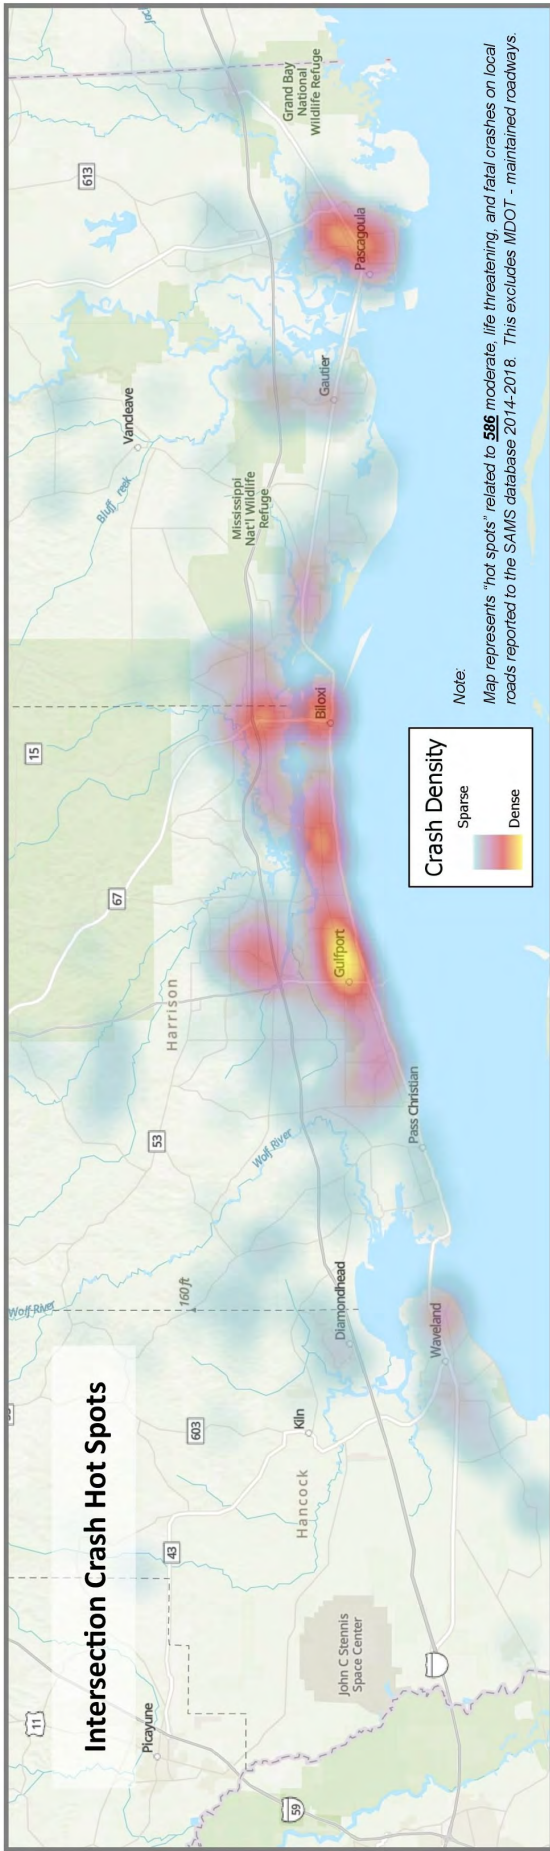 Intersection Crash Hot Spots
11
Picayune
59
43
603
Kiln
Hancock
John C Stennis
Space Center
Wolf River
160 ft
Diamondhead
Waveland
Wolf River
53
Harrison
Pass Christian
67
Gulfport
15
Biloxi
Mississippi
Nat'l Wildlife
Refuge
Bluff
Vancleave
Gautier
613
Pascagoula
Grand Bay
National
Wildlife Refuge
Crash Density
Sparse
Dense
Note:
Map represents "hot spots" related to 586 moderate, life threatening, and fatal crashes on local
roads reported to the SAMS database 2014-2018. This excludes MDOT - maintained roadways.